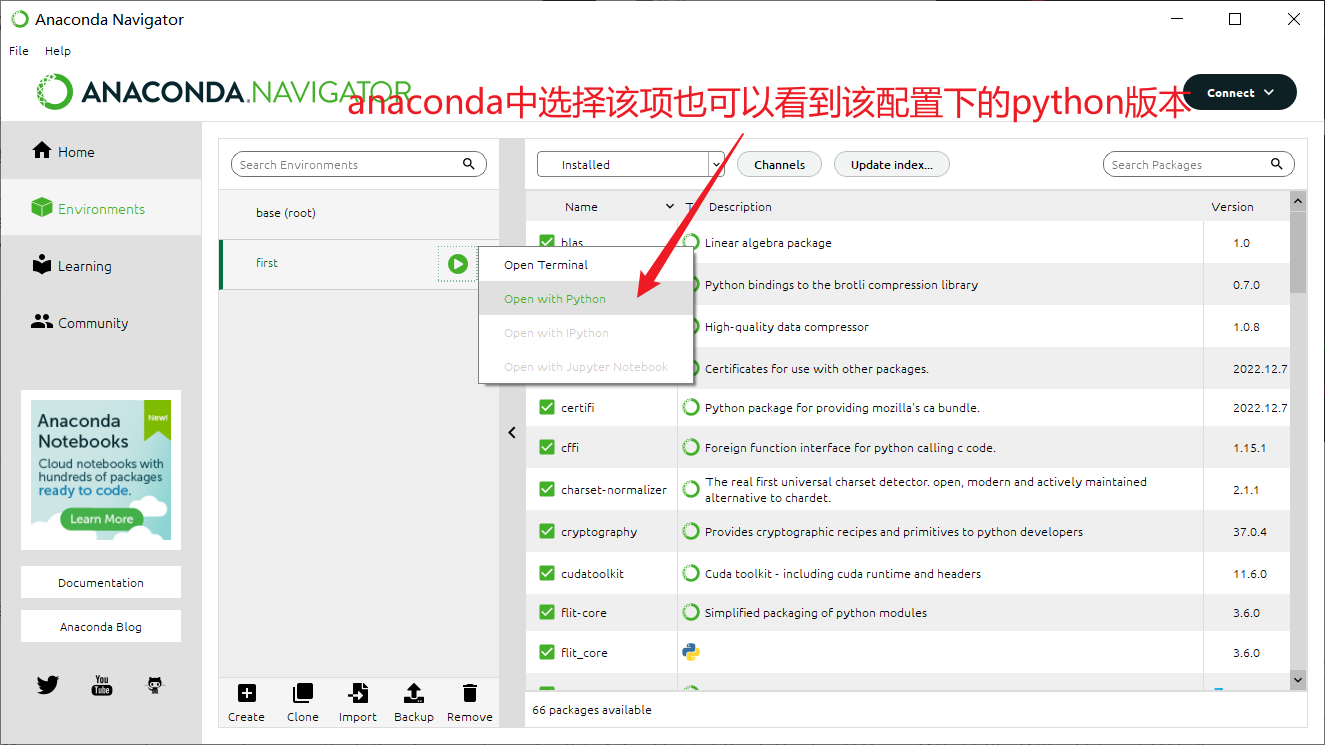 Anaconda Navigator
File Help
ANACONDA.NAVIGATOR
anaconda中选择该项也可以看到该配置下的python版本
Connect
Home
Environments
Learning
Community
Anaconda
Notebooks
New!
Cloud notebooks with
hundreds of packages
ready to code.
Learn More
Documentation
Anaconda Blog
You
Tube
Search Environments
base (root)
first
Open Terminal
Open with Python
Open with IPython
Open with Jupyter Notebook
Create Clone Import Backup Remove
Installed Channels Update index... Search Packages
Name T Description Version
blas Linear algebra package 1.0
Python bindings to the brotli compression library 0.7.0
High-quality data compressor 1.0.8
Certificates for use with other packages. 2022.12.7
certifi Python package for providing mozilla's ca bundle. 2022.12.7
cffi Foreign function interface for python calling c code. 1.15.1
charset-normalizer The real first universal charset detector. open, modern and actively maintained
alternative to chardet. 2.1.1
cryptography Provides cryptographic recipes and primitives to python developers 37.0.4
cudatoolkit Cuda toolkit - including cuda runtime and headers 11.6.0
flit-core Simplified packaging of python modules 3.6.0
flit_core 3.6.0
66 packages available